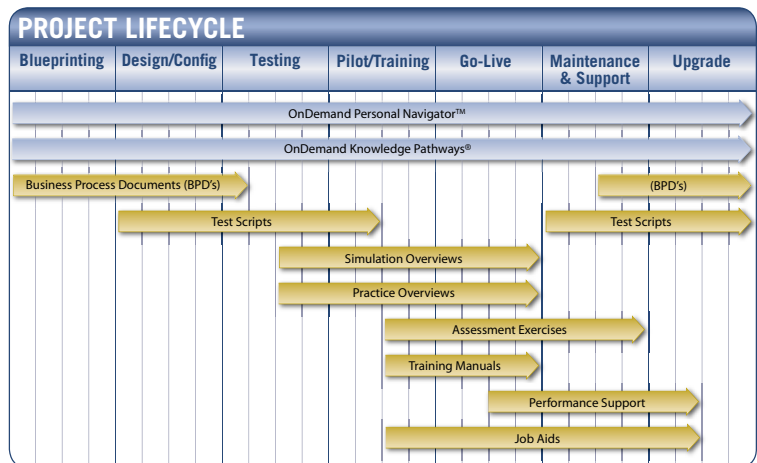 PROJECT LIFECYCLE
Blueprinting Design/Config Testing Pilot/Training Go-Live Maintenance & Support Upgrade
OnDemand Personal Navigator™
OnDemand Knowledge Pathways®
Business Process Documents (BPD's) (BPD's)
Test Scripts Test Scripts
Simulation Overviews
Practice Overviews
Assessment Exercises
Training Manuals
Performance Support
Job Aids